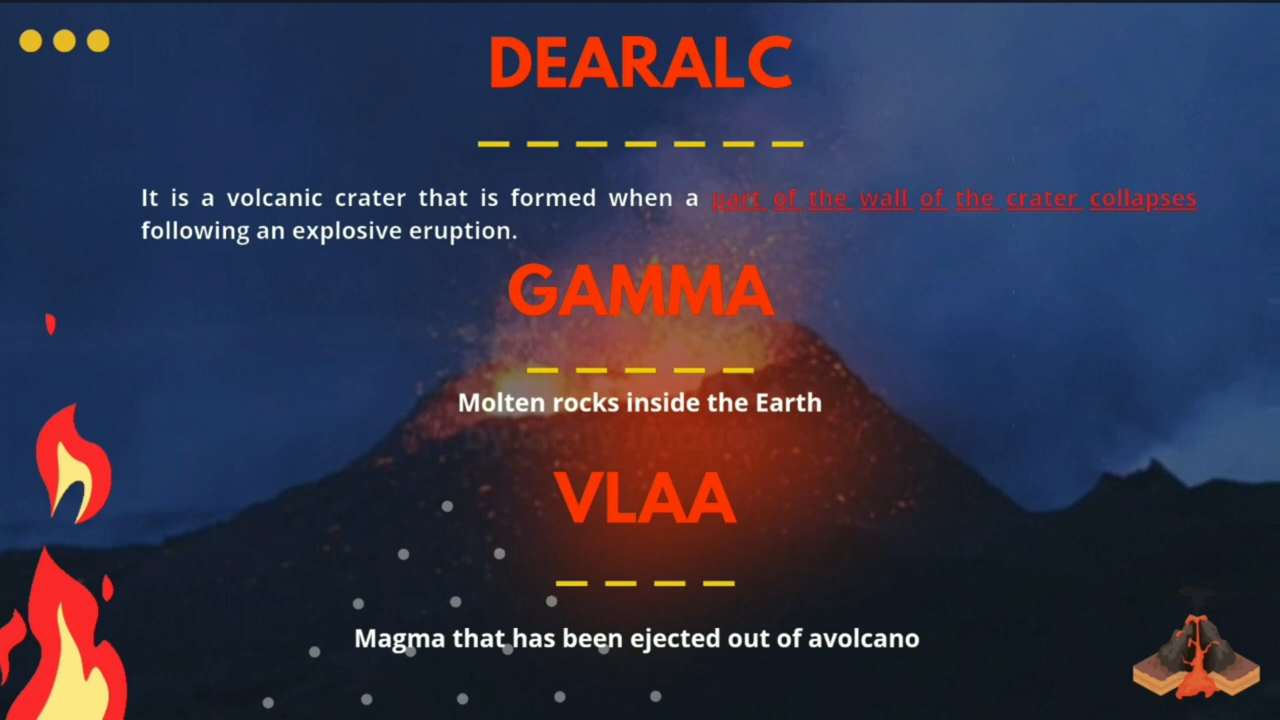 DEARALC
_ _ _ _ _ _ _
It is a volcanic crater that is formed when a part of the wall of the crater collapses
following an explosive eruption.
GAMMA
_ _ _ _ _
Molten rocks inside the Earth
VLAA
_ _ _ _
Magma that has been ejected out of avolcano